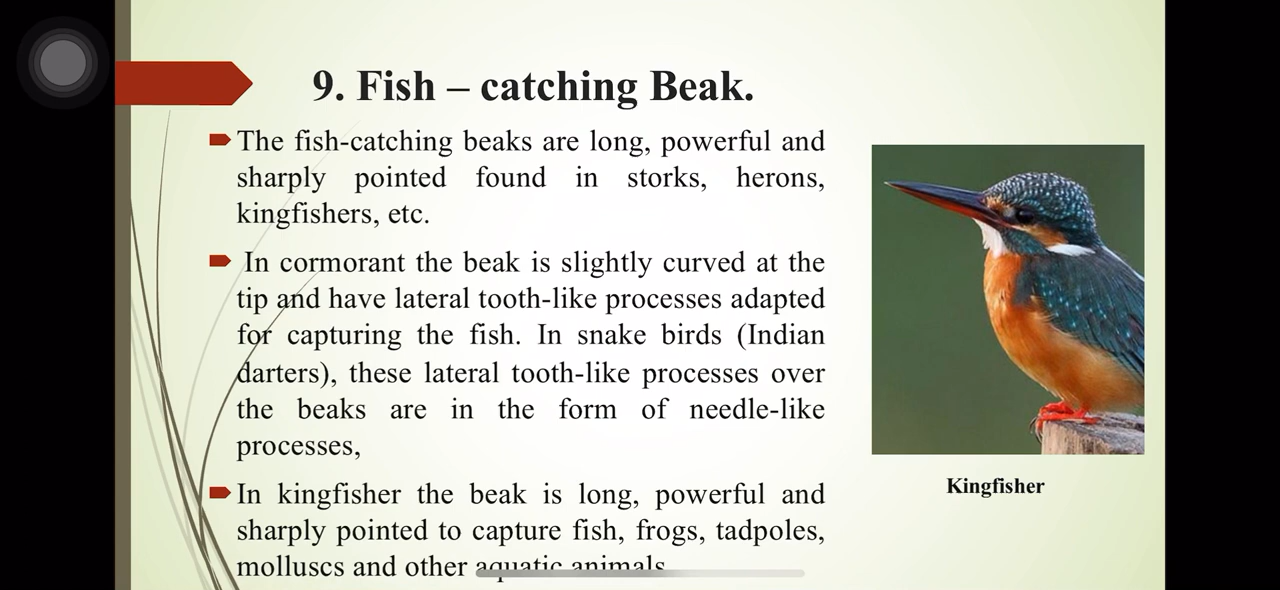 9. Fish – catching Beak.
The fish-catching beaks are long, powerful and
sharply pointed found in storks, herons,
kingfishers, etc.
In cormorant the beak is slightly curved at the
tip and have lateral tooth-like processes adapted
for capturing the fish. In snake birds (Indian
darters), these lateral tooth-like processes over
the beaks are in the form of needle-like
processes,
In kingfisher the beak is long, powerful and
sharply pointed to capture fish, frogs, tadpoles,
molluscs and other aquatic animals
Kingfisher